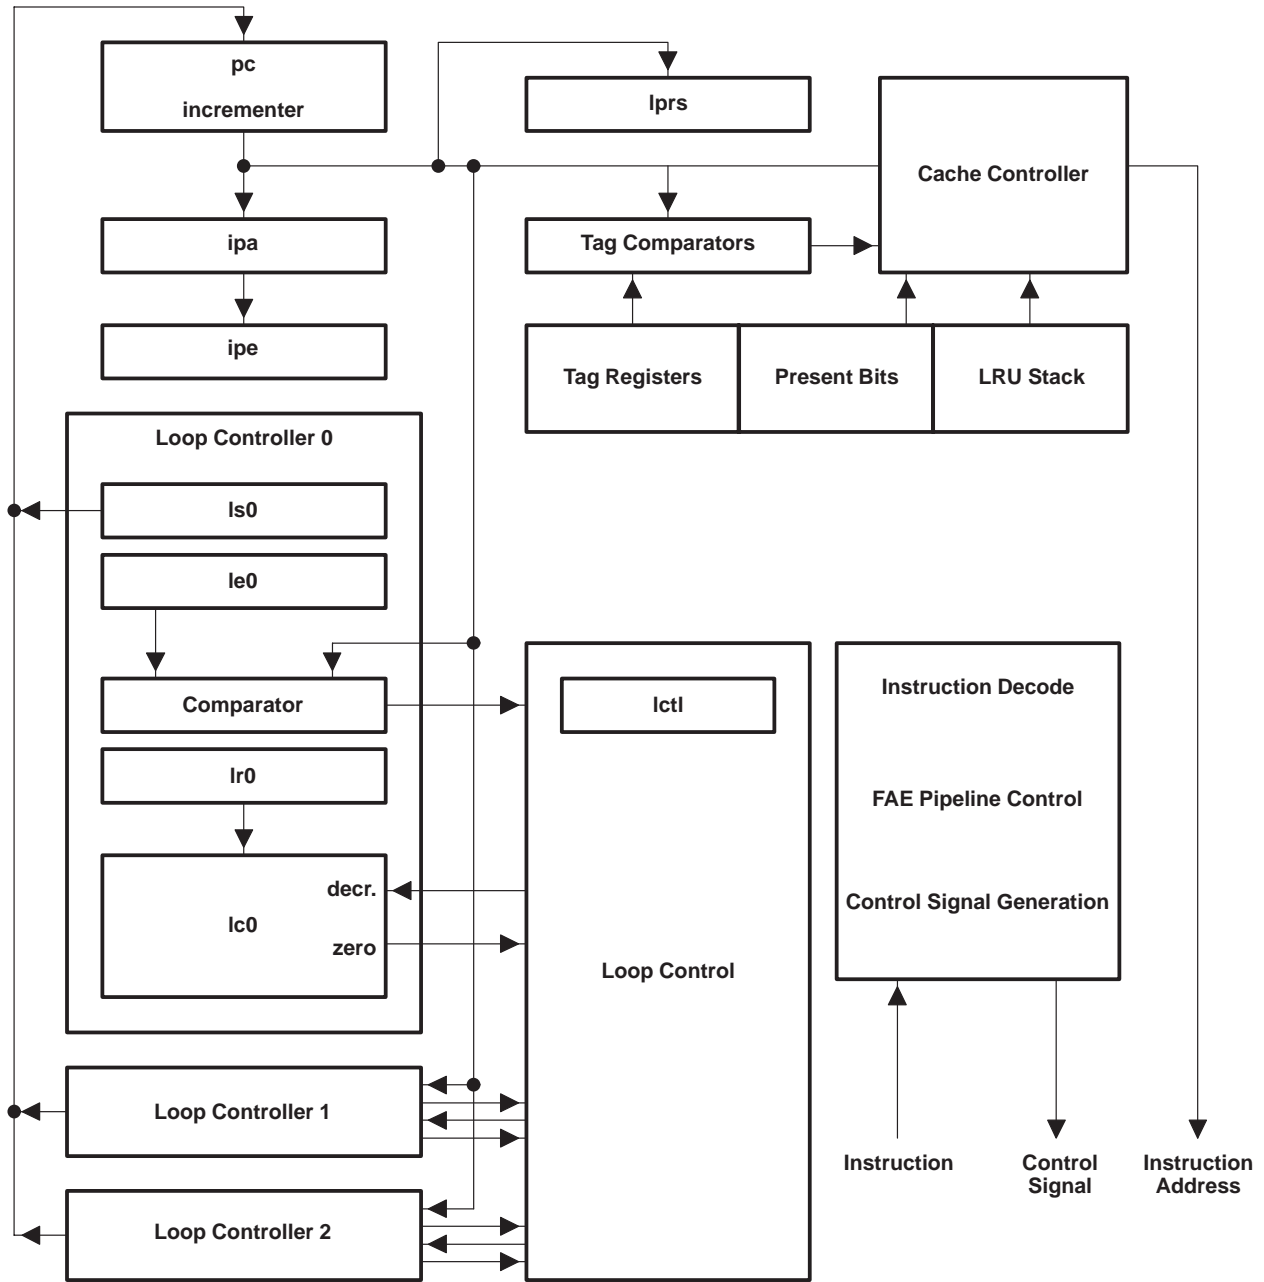 pc
incrementer
lprs
Cache Controller
ipa
Tag Comparators
ipe
Tag Registers
Present Bits
LRU Stack
Loop Controller 0
ls0
le0
Comparator
lr0
decr.
lc0
zero
lctl
Loop Control
Instruction Decode
FAE Pipeline Control
Control Signal Generation
Loop Controller 1
Loop Controller 2
Instruction
Control
Signal
Instruction
Address